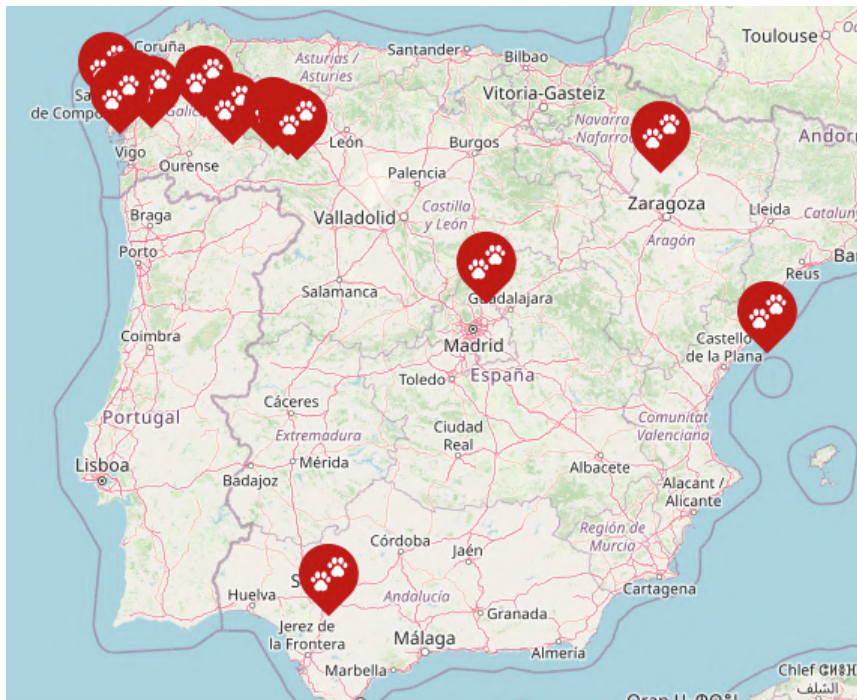 Toulouse
Coruña
Santander
Asturias /
Asturies
Bilbao
Vitoria-Gasteiz
de Compo
Navarra -
Nafarroa
Andorr
Vigo
Ourense
León
Burgos
Palencia
Braga
Zaragoza
Lleida
Catalun
Valladolid
Castilla
y León
Aragón
Porto
Reus
Bar
Salamanca
Guadalajara
Madrid
Castelló
de la Plana
Coimbra
Toledo
España
Cáceres
Portugal
Comunitat
Valenciana
Extremadura
Ciudad
Real
Lisboa
Mérida
Albacete
Badajoz
Alacant /
Alicante
Región de
Murcia
Córdoba
Jaén
Huelva
Andalucía
Cartagena
Granada
Jerez de
la Frontera
Málaga
Almería
Marbella
Chlef
الشلف